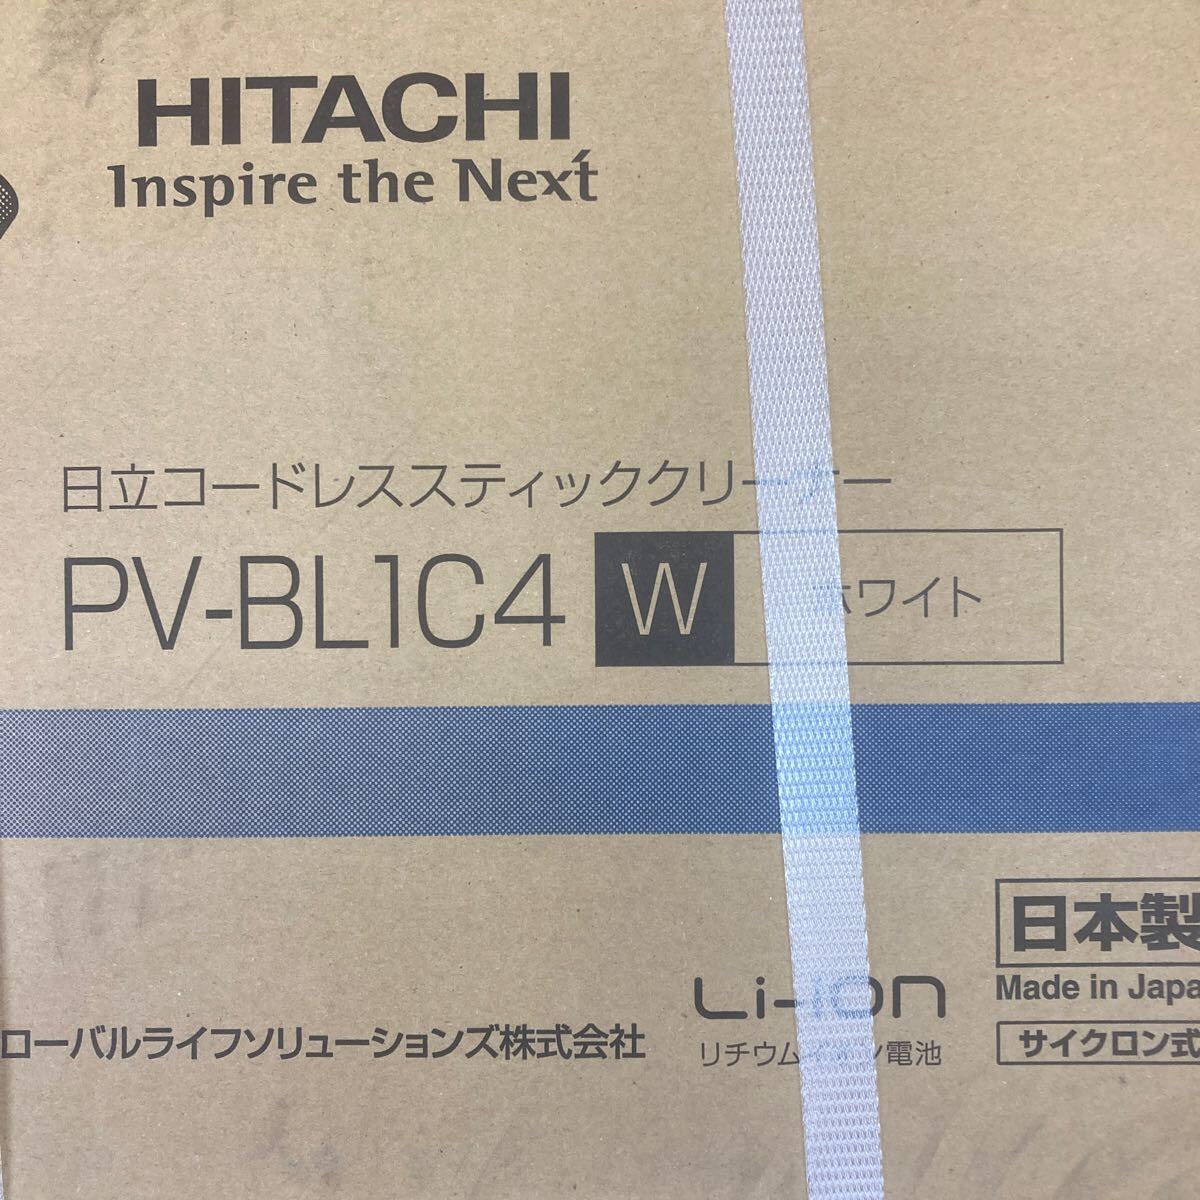 HITACHI
Inspire the Next
日立コードレススティッククリーナー
PV-BL1C4 W ホワイト
日本製
Made in Japa
ローバルライフソリューションズ株式会社
Li-ion
リチウムイオン電池
サイクロン式